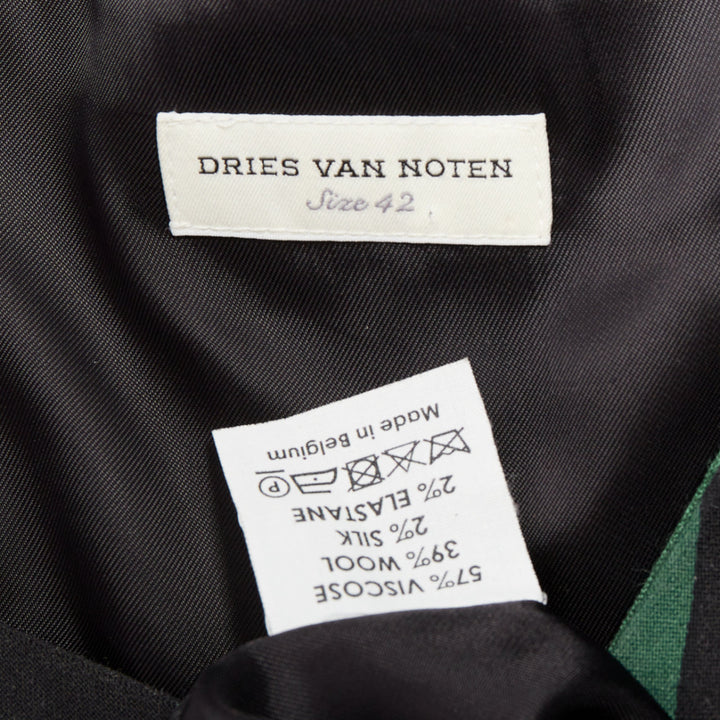 DRIES VAN NOTEN
Size 42
57% VISCOSE
39% WOOL
2% SILK
2% ELASTANE
P
Made in Belgium